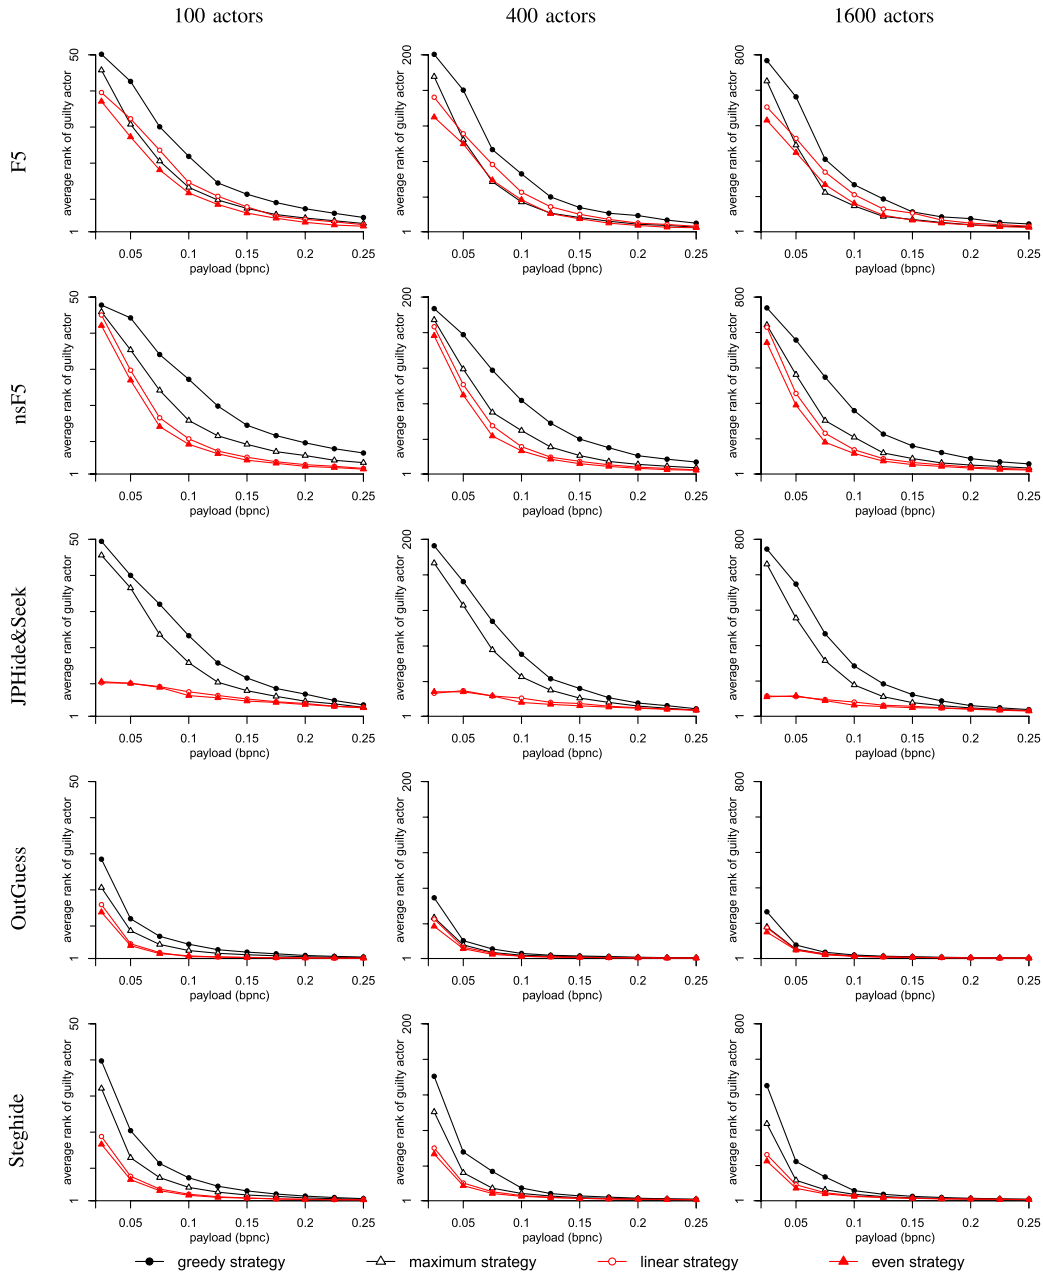 100 actors 400 actors 1600 actors
F5
average rank of guilty actor
50
1
0.05 0.1 0.15 0.2 0.25
payload (bpnc)
average rank of guilty actor
200
1
0.05 0.1 0.15 0.2 0.25
payload (bpnc)
average rank of guilty actor
800
1
0.05 0.1 0.15 0.2 0.25
payload (bpnc)
nsF5
average rank of guilty actor
50
1
0.05 0.1 0.15 0.2 0.25
payload (bpnc)
average rank of guilty actor
200
1
0.05 0.1 0.15 0.2 0.25
payload (bpnc)
average rank of guilty actor
800
1
0.05 0.1 0.15 0.2 0.25
payload (bpnc)
JPHide&Seek
average rank of guilty actor
50
1
0.05 0.1 0.15 0.2 0.25
payload (bpnc)
average rank of guilty actor
200
1
0.05 0.1 0.15 0.2 0.25
payload (bpnc)
average rank of guilty actor
800
1
0.05 0.1 0.15 0.2 0.25
payload (bpnc)
OutGuess
average rank of guilty actor
50
1
0.05 0.1 0.15 0.2 0.25
payload (bpnc)
average rank of guilty actor
200
1
0.05 0.1 0.15 0.2 0.25
payload (bpnc)
average rank of guilty actor
800
1
0.05 0.1 0.15 0.2 0.25
payload (bpnc)
Steghide
average rank of guilty actor
50
1
0.05 0.1 0.15 0.2 0.25
payload (bpnc)
average rank of guilty actor
200
1
0.05 0.1 0.15 0.2 0.25
payload (bpnc)
average rank of guilty actor
800
1
0.05 0.1 0.15 0.2 0.25
payload (bpnc)
greedy strategy maximum strategy linear strategy even strategy